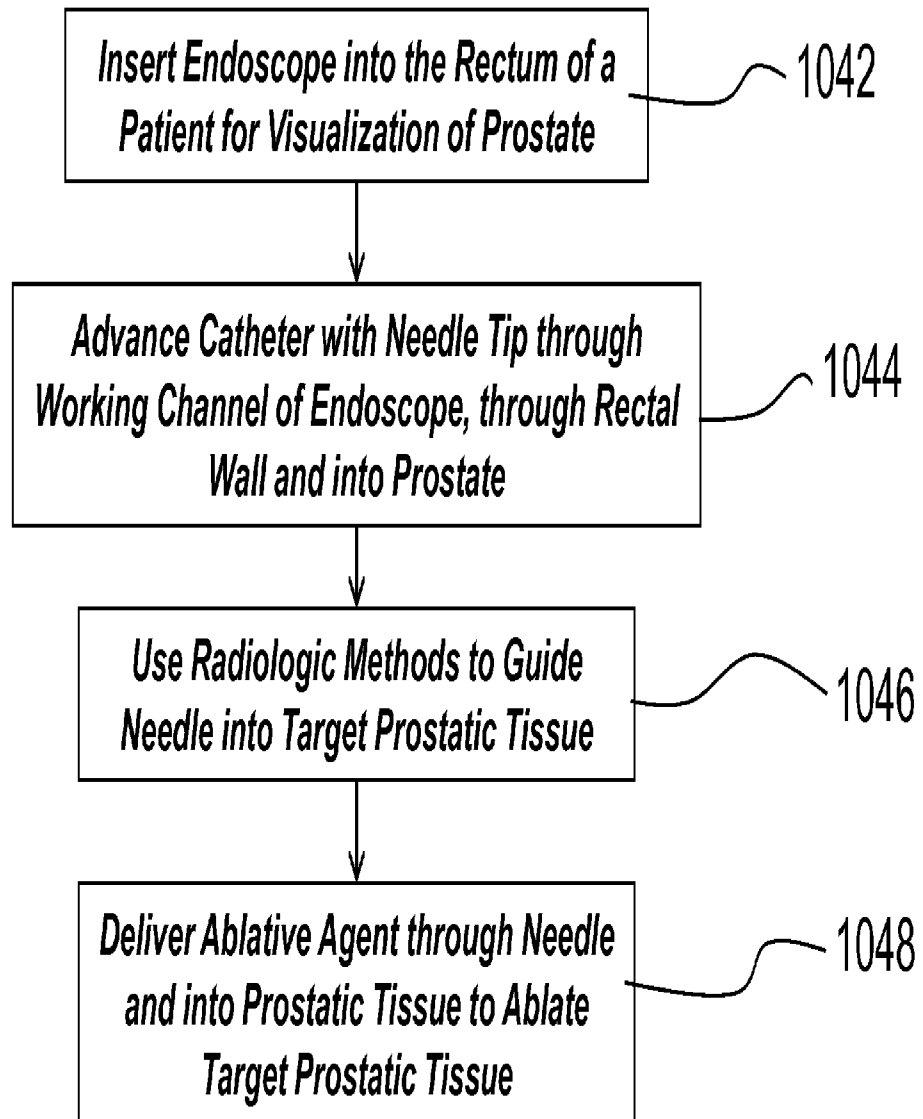 Insert Endoscope into the Rectum of a
Patient for Visualization of Prostate
1042
Advance Catheter with Needle Tip through
Working Channel of Endoscope, through Rectal
Wall and into Prostate
1044
Use Radiologic Methods to Guide
Needle into Target Prostatic Tissue
1046
Deliver Ablative Agent through Needle
and into Prostatic Tissue to Ablate
Target Prostatic Tissue
1048